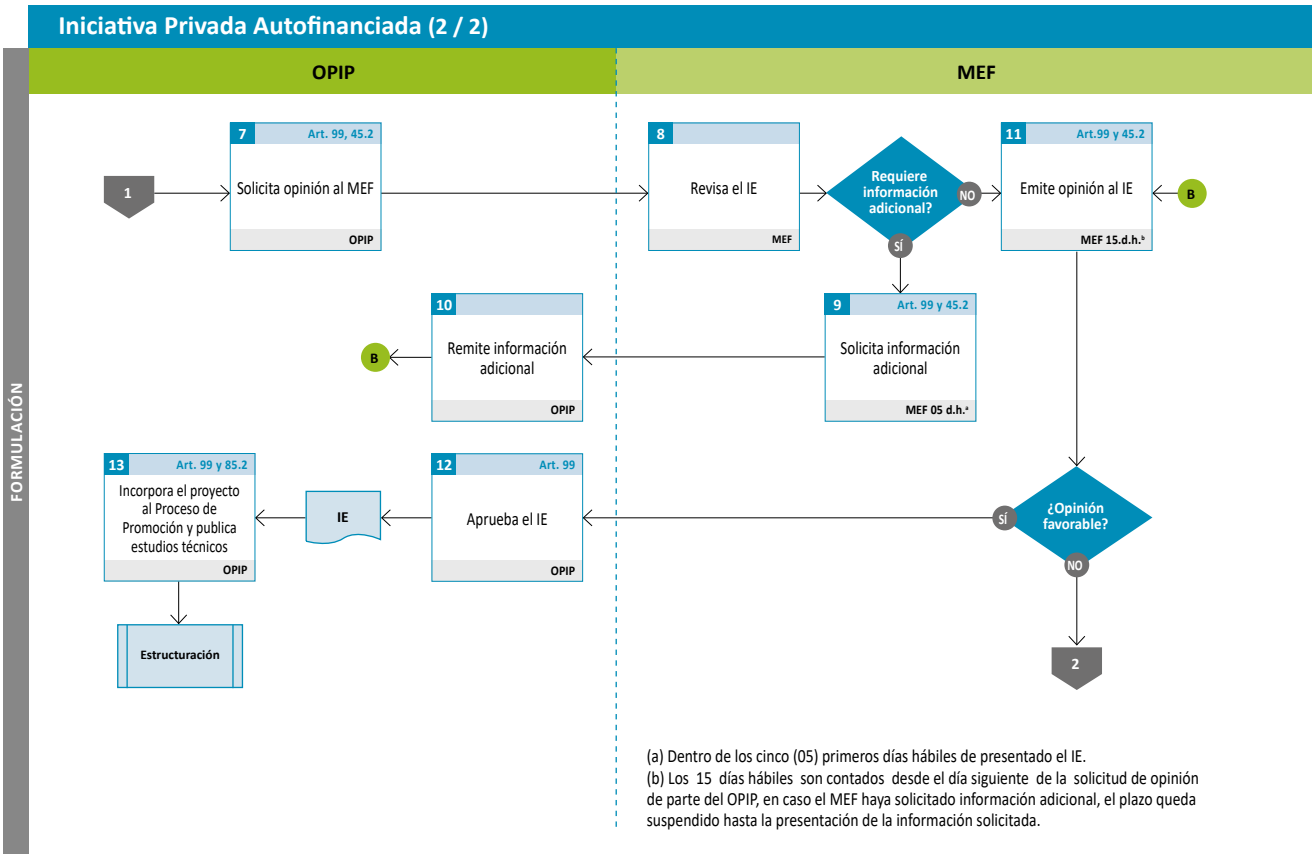 Iniciativa Privada Autofinanciada (2 / 2)
OPIP
MEF
FORMULACIÓN
1
7
Art. 99, 45.2
Solicita opinión al MEF
OPIP
8
Revisa el IE
MEF
Requiere
información
adicional?
NO
SÍ
11
Art.99 y 45.2
Emite opinión al IE
MEF 15.d.h.ᵇ
B
10
Remite información
adicional
OPIP
B
9
Art. 99 y 45.2
Solicita información
adicional
MEF 05 d.h.ᵃ
13
Art. 99 y 85.2
Incorpora el proyecto
al Proceso de
Promoción y publica
estudios técnicos
OPIP
IE
12
Art. 99
Aprueba el IE
OPIP
SÍ
¿Opinión
favorable?
NO
Estructuración
2
(a) Dentro de los cinco (05) primeros días hábiles de presentado el IE.
(b) Los 15 días hábiles son contados desde el día siguiente de la solicitud de opinión
de parte del OPIP, en caso el MEF haya solicitado información adicional, el plazo queda
suspendido hasta la presentación de la información solicitada.